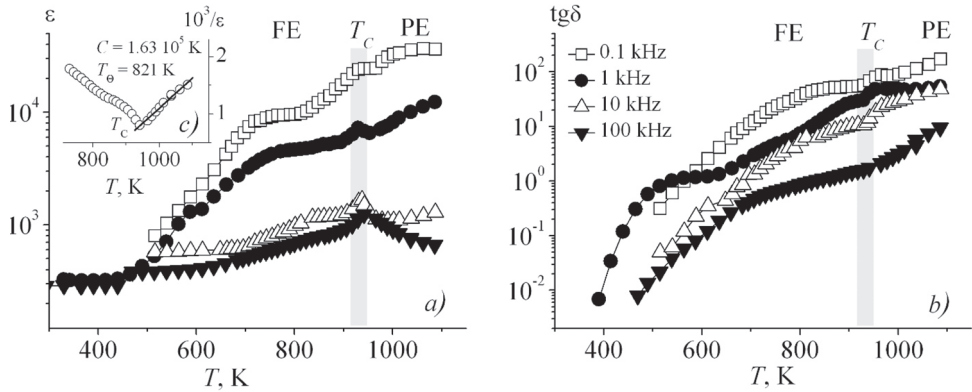 ε
10⁴
10³
FE
T_C
PE
C = 1.63 10⁵ K
T_Θ = 821 K
10³/ε
2
1
T_C
c)
800
1000
T, K
a)
400
600
800
1000
T, K
tgδ
10²
10¹
10⁰
10⁻¹
10⁻²
FE
T_C
PE
0.1 kHz
1 kHz
10 kHz
100 kHz
b)
400
600
800
1000
T, K